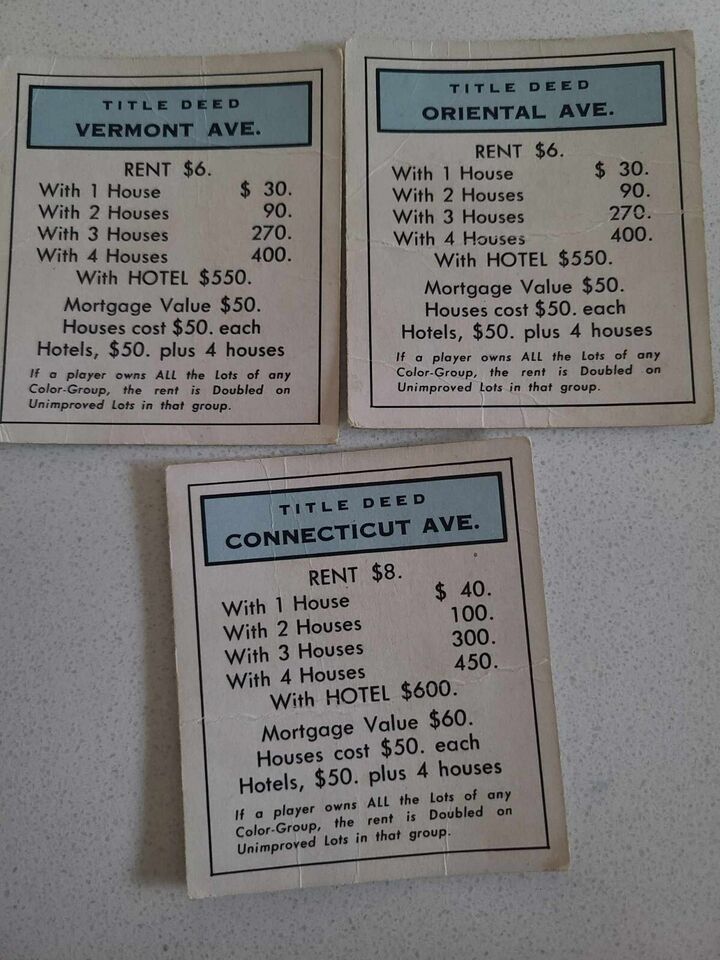 TITLE DEED
VERMONT AVE.
RENT $6.
With 1 House $ 30.
With 2 Houses 90.
With 3 Houses 270.
With 4 Houses 400.
With HOTEL $550.
Mortgage Value $50.
Houses cost $50. each
Hotels, $50. plus 4 houses
If a player owns ALL the Lots of any
Color-Group, the rent is Doubled on
Unimproved Lots in that group.
TITLE DEED
ORIENTAL AVE.
RENT $6.
With 1 House $ 30.
With 2 Houses 90.
With 3 Houses 270.
With 4 Houses 400.
With HOTEL $550.
Mortgage Value $50.
Houses cost $50. each
Hotels, $50. plus 4 houses
If a player owns ALL the Lots of any
Color-Group, the rent is Doubled on
Unimproved Lots in that group.
TITLE DEED
CONNECTICUT AVE.
RENT $8.
With 1 House $ 40.
With 2 Houses 100.
With 3 Houses 300.
With 4 Houses 450.
With HOTEL $600.
Mortgage Value $60.
Houses cost $50. each
Hotels, $50. plus 4 houses
If a player owns ALL the Lots of any
Color-Group, the rent is Doubled on
Unimproved Lots in that group.